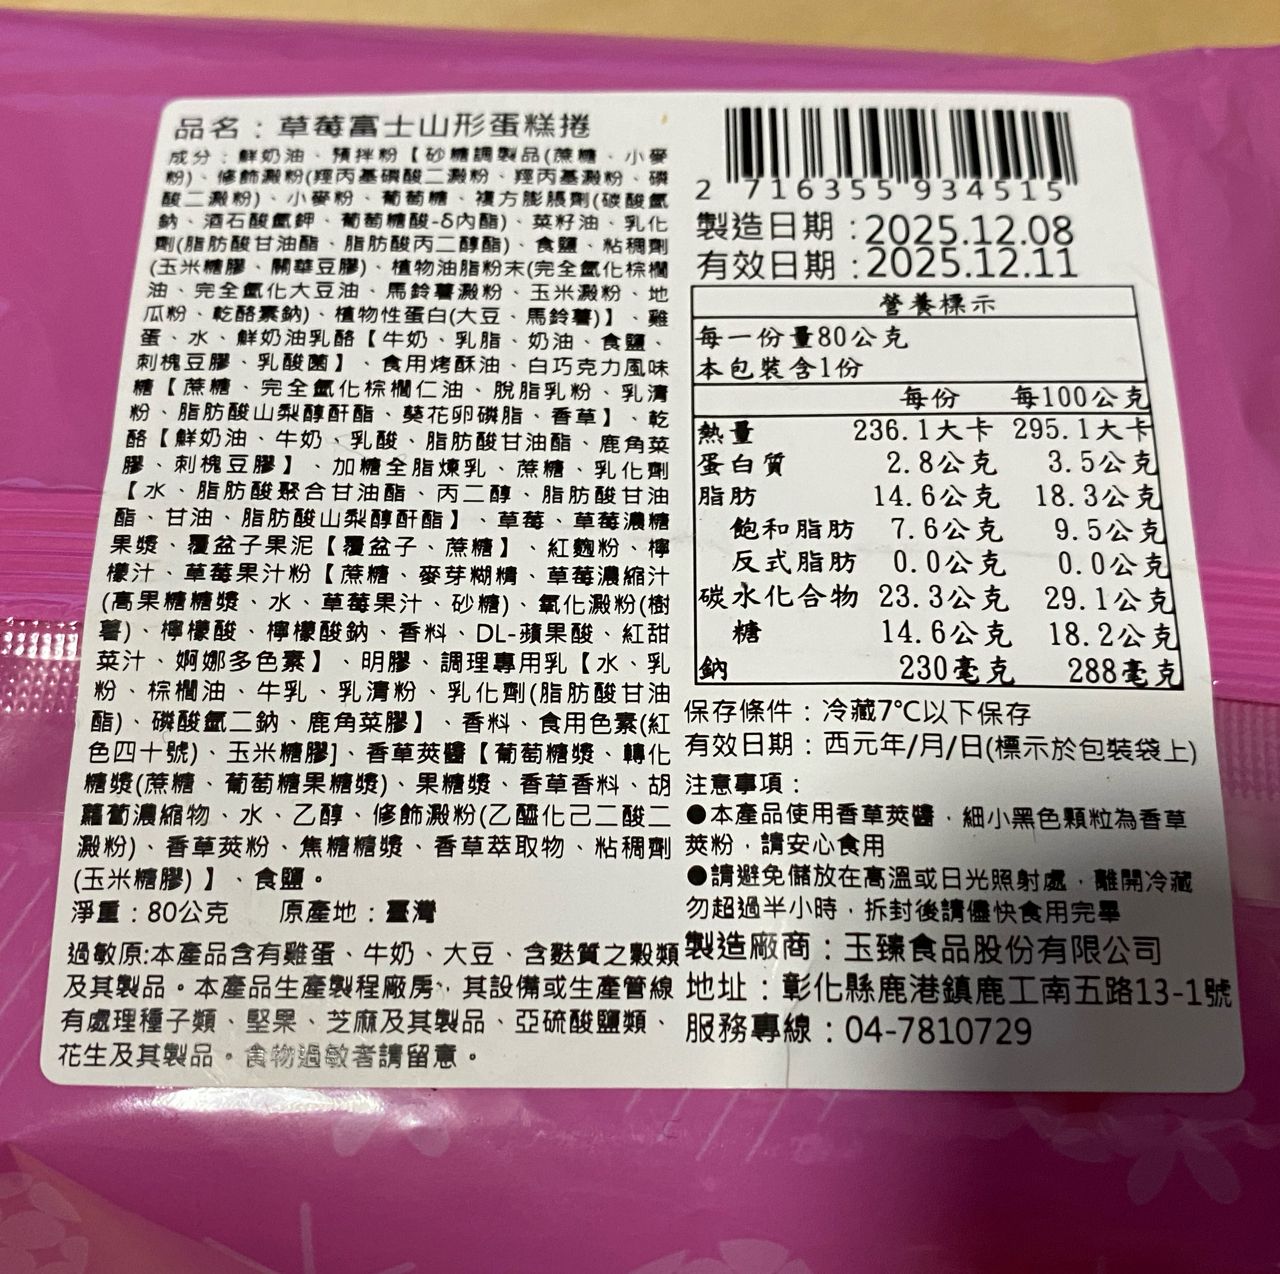 品名：草莓富士山形蛋糕捲
成分：鮮奶油、預拌粉【砂糖調製品(蔗糖、小麥
粉)、修飾澱粉(羥丙基磷酸二澱粉、羥丙基澱粉、磷
酸二澱粉)、小麥粉、葡萄糖、複方膨脹劑(碳酸氫
鈉、酒石酸氫鉀、葡萄糖酸-δ內酯)、菜籽油、乳化
劑(脂肪酸甘油酯、脂肪酸丙二醇酯)、食鹽、粘稠劑
(玉米糖膠、關華豆膠)、植物油脂粉末(完全氫化棕櫚
油、完全氫化大豆油、馬鈴薯澱粉、玉米澱粉、地
瓜粉、乾酪素鈉)、植物性蛋白(大豆、馬鈴薯)】、雞
蛋、水、鮮奶油乳酪【牛奶、乳脂、奶油、食鹽、
刺槐豆膠、乳酸菌】、食用烤酥油、白巧克力風味
糖【蔗糖、完全氫化棕櫚仁油、脫脂乳粉、乳清
粉、脂肪酸山梨醇酐酯、葵花卵磷脂、香草】、乾
酪【鮮奶油、牛奶、乳酸、脂肪酸甘油酯、鹿角菜
膠、刺槐豆膠】、加糖全脂煉乳、蔗糖、乳化劑
【水、脂肪酸聚合甘油酯、丙二醇、脂肪酸甘油
酯、甘油、脂肪酸山梨醇酐酯】、草莓、草莓濃糖
果漿、覆盆子果泥【覆盆子、蔗糖】、紅麴粉、檸
檬汁、草莓果汁粉【蔗糖、麥芽糊精、草莓濃縮汁
(高果糖糖漿、水、草莓果汁、砂糖)、氧化澱粉(樹
薯)、檸檬酸、檸檬酸鈉、香料、DL-蘋果酸、紅甜
菜汁、婀娜多色素】、明膠、調理專用乳【水、乳
粉、棕櫚油、牛乳、乳清粉、乳化劑(脂肪酸甘油
酯)、磷酸氫二鈉、鹿角菜膠】、香料、食用色素(紅
色四十號)、玉米糖膠]、香草莢醬【葡萄糖漿、轉化
糖漿(蔗糖、葡萄糖果糖漿)、果糖漿、香草香料、胡
蘿蔔濃縮物、水、乙醇、修飾澱粉(乙醯化己二酸二
澱粉)、香草莢粉、焦糖糖漿、香草萃取物、粘稠劑
(玉米糖膠)】、食鹽。
淨重：80公克 原產地：臺灣
過敏原:本產品含有雞蛋、牛奶、大豆、含麩質之穀類
及其製品。本產品生產製程廠房、其設備或生產管線
有處理種子類、堅果、芝麻及其製品、亞硫酸鹽類、
花生及其製品。食物過敏者請留意。
2 716355 934515
製造日期：2025.12.08
有效日期：2025.12.11
營養標示
每一份量80公克
本包裝含1份
每份 每100公克
熱量 236.1大卡 295.1大卡
蛋白質 2.8公克 3.5公克
脂肪 14.6公克 18.3公克
飽和脂肪 7.6公克 9.5公克
反式脂肪 0.0公克 0.0公克
碳水化合物 23.3公克 29.1公克
糖 14.6公克 18.2公克
鈉 230毫克 288毫克
保存條件：冷藏7℃以下保存
有效日期：西元年/月/日(標示於包裝袋上)
注意事項：
●本產品使用香草莢醬，細小黑色顆粒為香草
莢粉，請安心食用
●請避免儲放在高溫或日光照射處，離開冷藏
勿超過半小時，拆封後請儘快食用完畢
製造廠商：玉臻食品股份有限公司
地址：彰化縣鹿港鎮鹿工南五路13-1號
服務專線：04-7810729